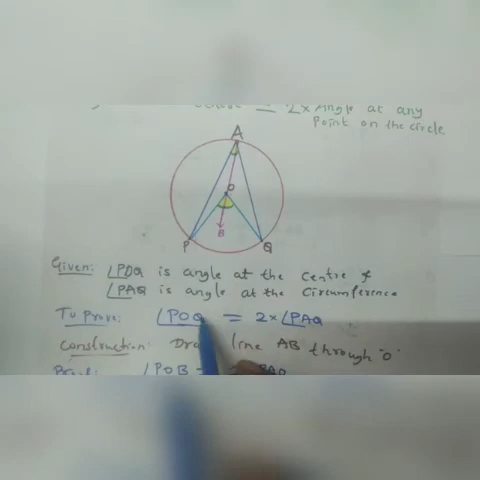 = 2× Angle at any
Point on the circle.
A
O
B
P
Q
Given: ∠POQ is angle at the centre &
∠PAQ is angle at the circumference
To prove: ∠POQ = 2×∠PAQ
Construction: line AB through "O"
∠POB